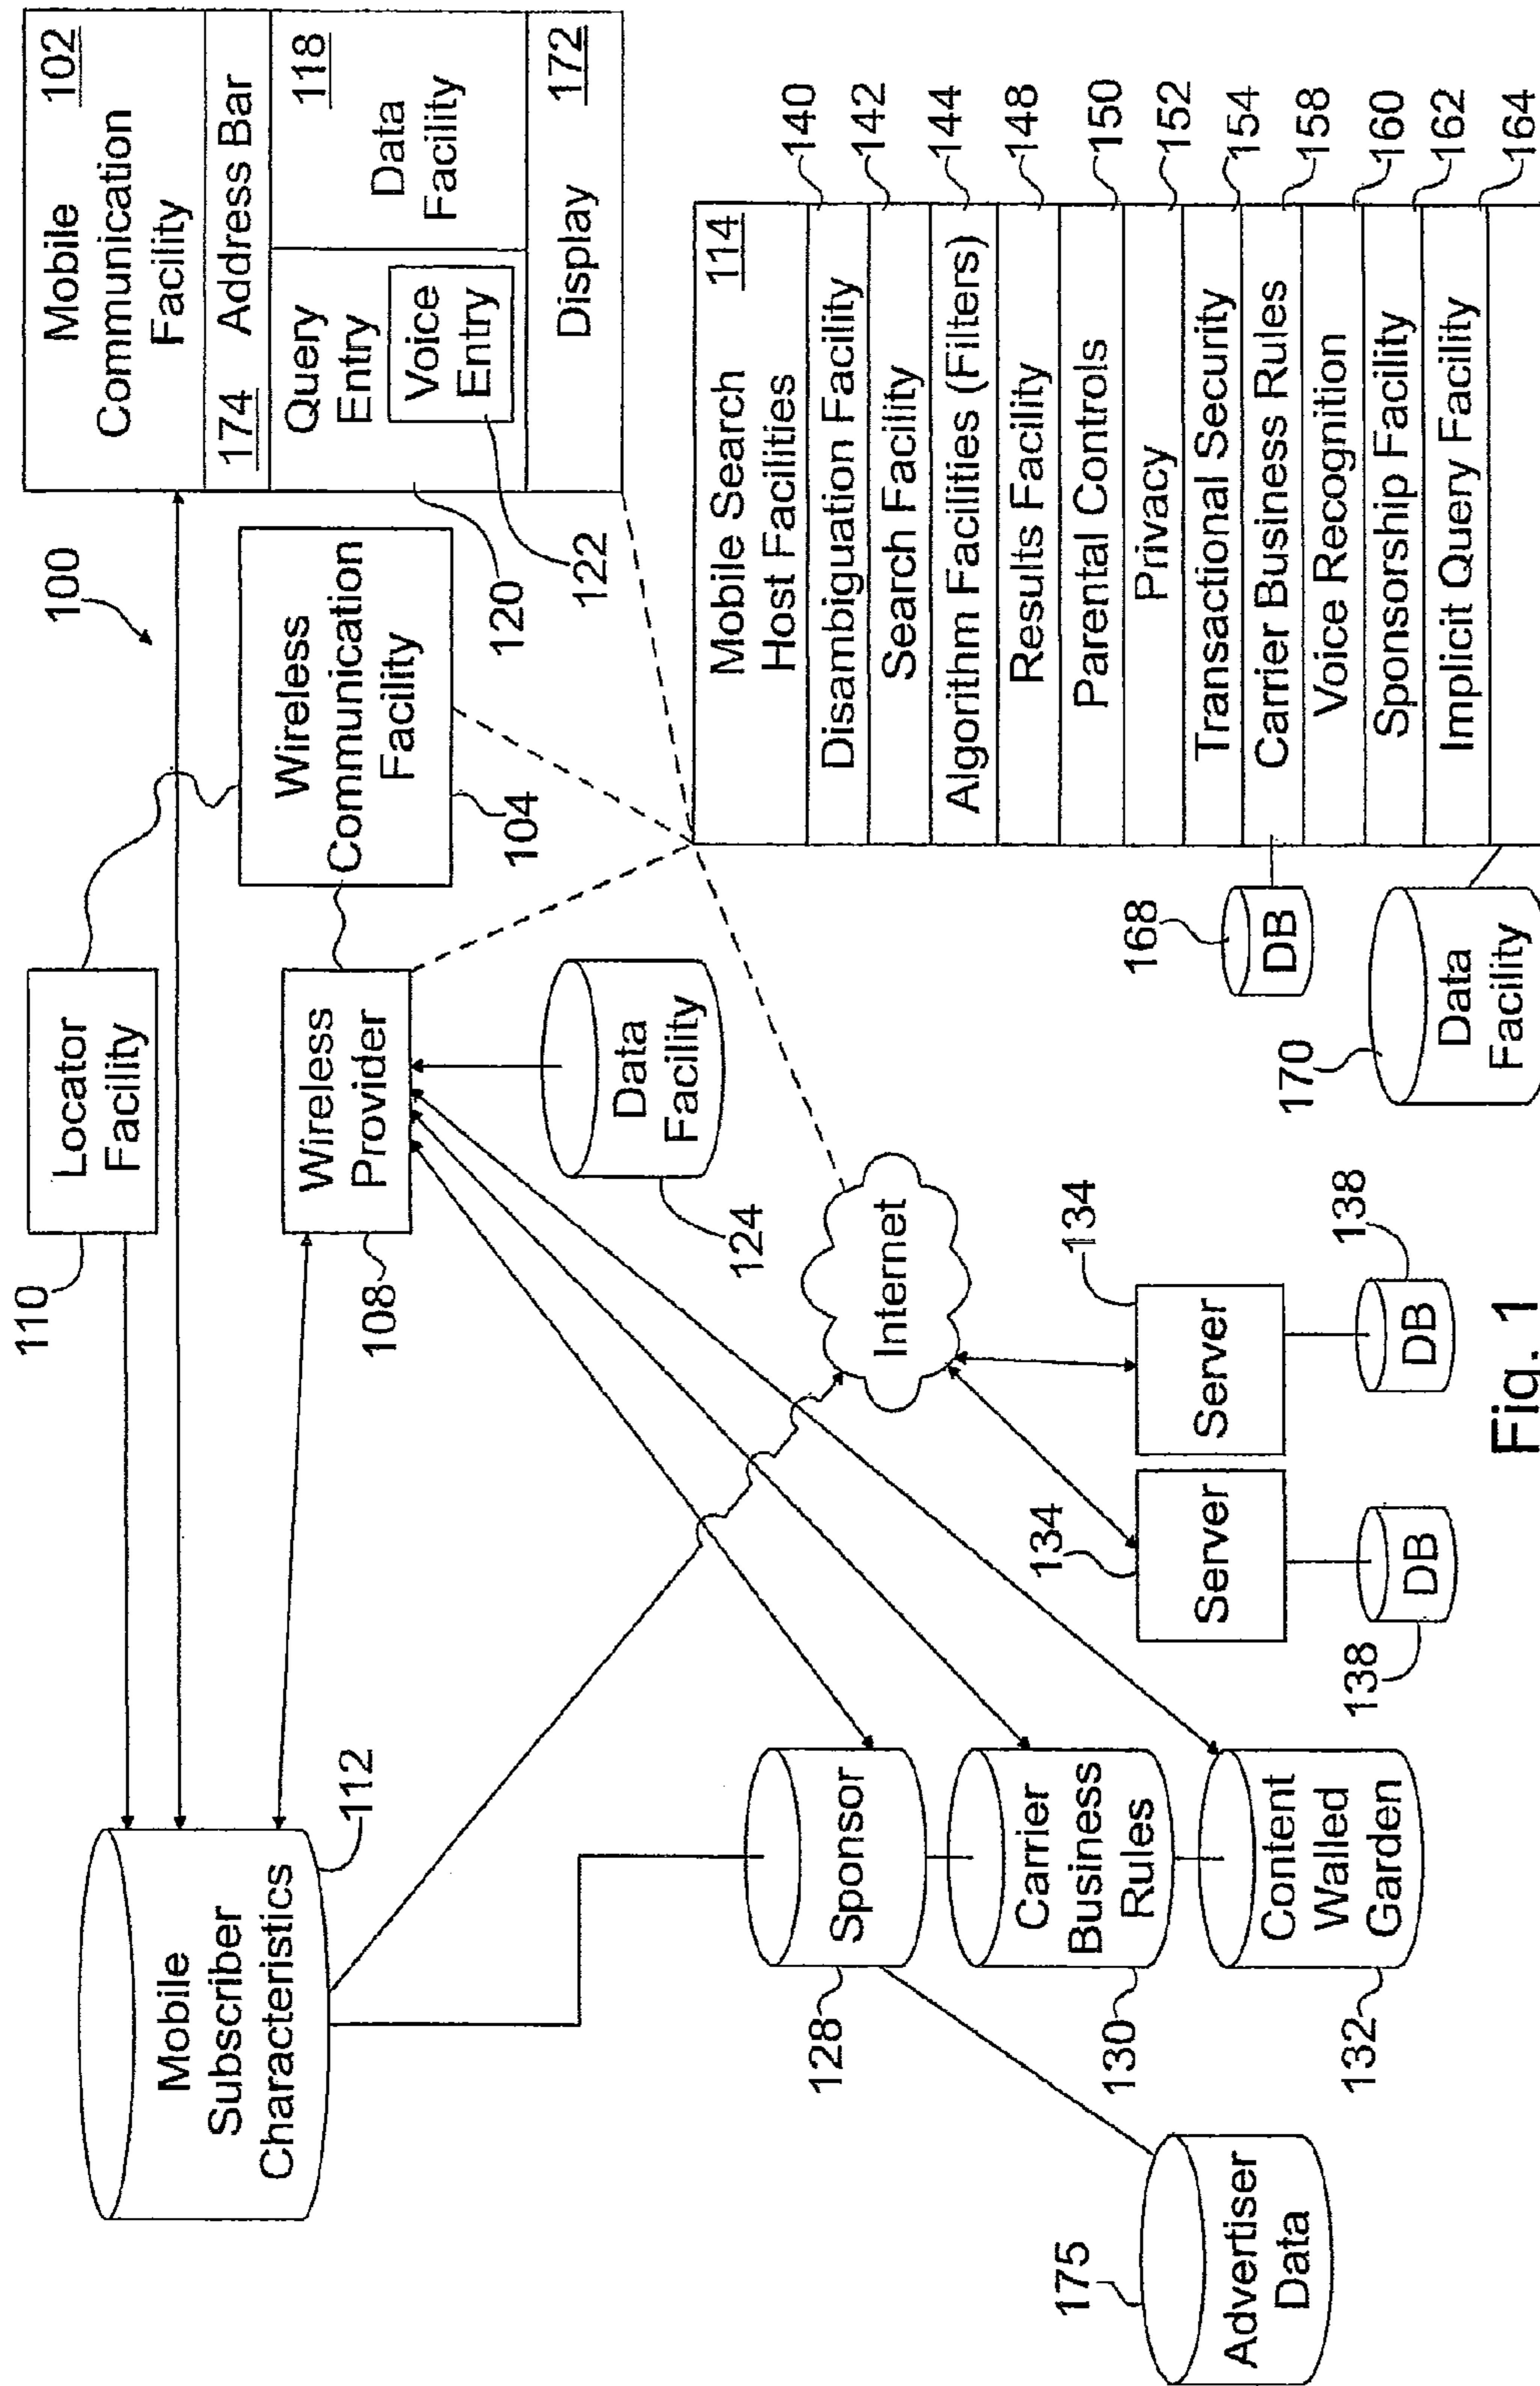 100
Mobile
Communication
Facility
102
174
Address Bar
Query
Entry
Voice
Entry
118
Data
Facility
Display
172
120
122
Wireless
Communication
Facility
104
Locator
Facility
110
Wireless
Provider
108
Data
Facility
124
Mobile
Subscriber
Characteristics
112
Sponsor
128
Carrier
Business
Rules
130
Content
Walled
Garden
132
Advertiser
Data
175
Internet
Server
134
Server
134
DB
138
DB
138
Mobile Search
Host Facilities
114
Disambiguation Facility
140
Search Facility
142
Algorithm Facilities (Filters)
144
Results Facility
148
Parental Controls
150
Privacy
152
Transactional Security
154
Carrier Business Rules
158
Voice Recognition
160
Sponsorship Facility
162
Implicit Query Facility
164
DB
168
Data
Facility
170
Fig. 1